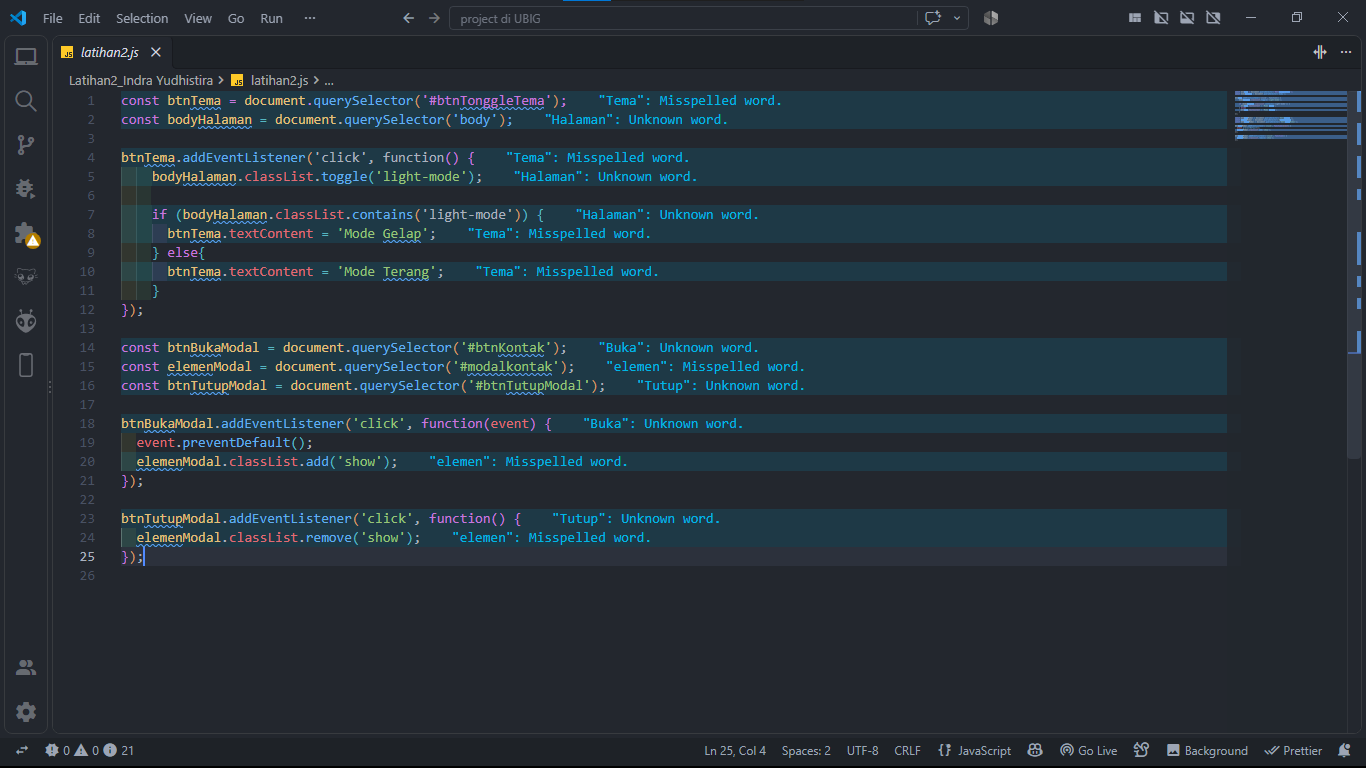 File Edit Selection View Go Run ···
project di UBIG
JS latihan2.js
Latihan2_Indra Yudhistira > JS latihan2.js > ...
1 const btnTema = document.querySelector('#btnTonggleTema'); "Tema": Misspelled word.
2 const bodyHalaman = document.querySelector('body'); "Halaman": Unknown word.
3
4 btnTema.addEventListener('click', function() { "Tema": Misspelled word.
5 bodyHalaman.classList.toggle('light-mode'); "Halaman": Unknown word.
6
7 if (bodyHalaman.classList.contains('light-mode')) { "Halaman": Unknown word.
8 btnTema.textContent = 'Mode Gelap'; "Tema": Misspelled word.
9 } else{
10 btnTema.textContent = 'Mode Terang'; "Tema": Misspelled word.
11 }
12 });
13
14 const btnBukaModal = document.querySelector('#btnKontak'); "Buka": Unknown word.
15 const elemenModal = document.querySelector('#modalkontak'); "elemen": Misspelled word.
16 const btnTutupModal = document.querySelector('#btnTutupModal'); "Tutup": Unknown word.
17
18 btnBukaModal.addEventListener('click', function(event) { "Buka": Unknown word.
19 event.preventDefault();
20 elemenModal.classList.add('show'); "elemen": Misspelled word.
21 });
22
23 btnTutupModal.addEventListener('click', function() { "Tutup": Unknown word.
24 elemenModal.classList.remove('show'); "elemen": Misspelled word.
25 });
26
0 0 21 Ln 25, Col 4 Spaces: 2 UTF-8 CRLF {} JavaScript Go Live Background Prettier